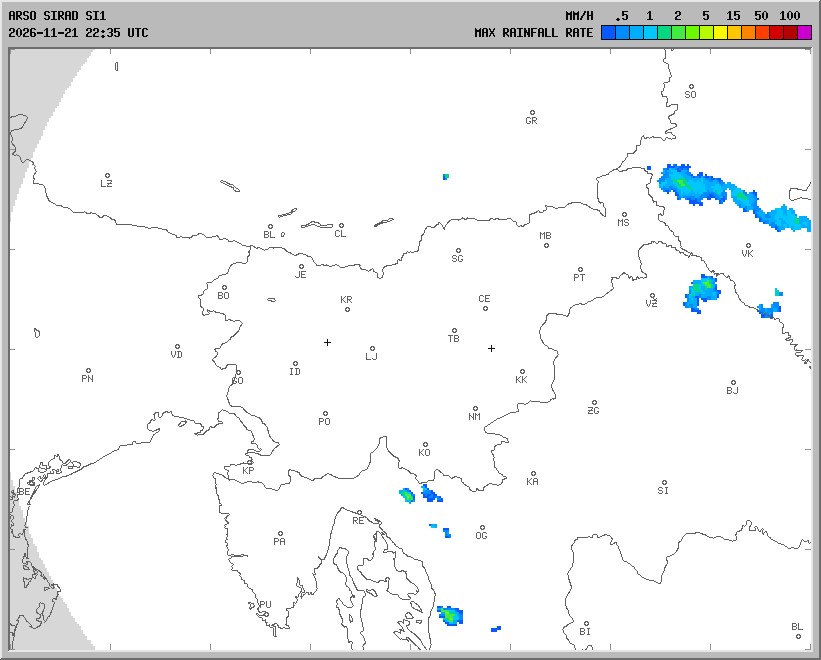 ARSO SIRAD SI1
MM/H .5 1 2 5 15 50 100
2026-11-21 22:35 UTC
MAX RAINFALL RATE
SO
GR
LZ
MS
BL
CL
MB
VK
SG
JE
PT
BO
KR
CE
VŽ
TB
VD
LJ
ID
PN
GO
KK
BJ
ZG
NM
PO
KO
KP
KA
BE
SI
RE
OG
PA
PU
BI
BL